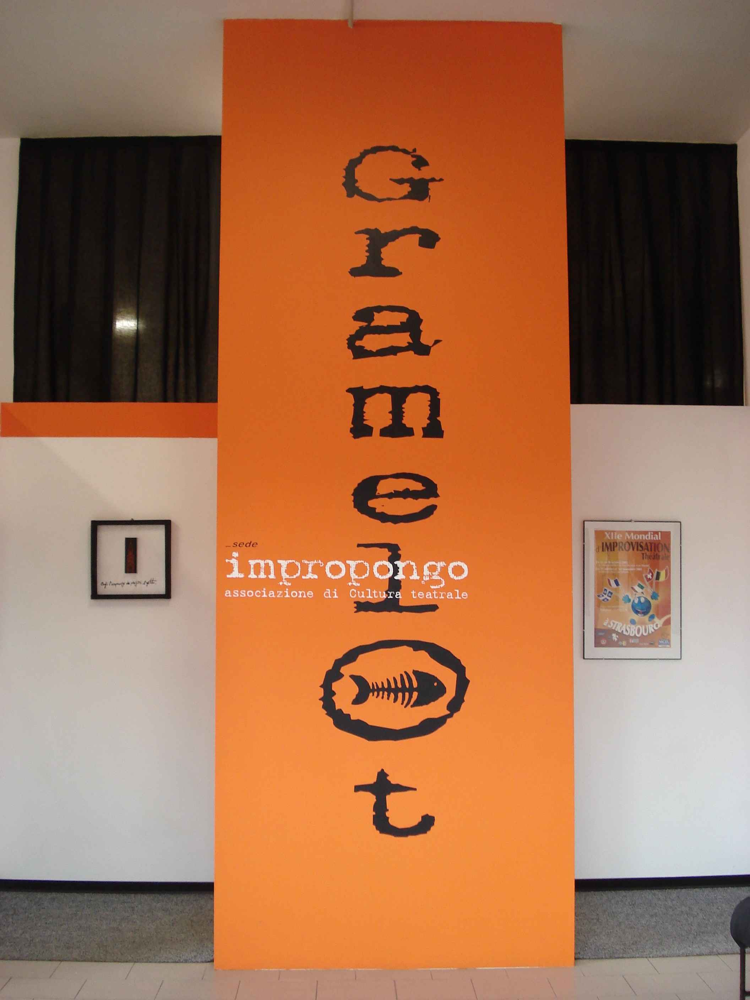 GramelOt
_sede
impropongo
associazione di Cultura teatrale
XIIe Mondial
d'IMPROVISATION
Théâtrale
à STRASBOURG